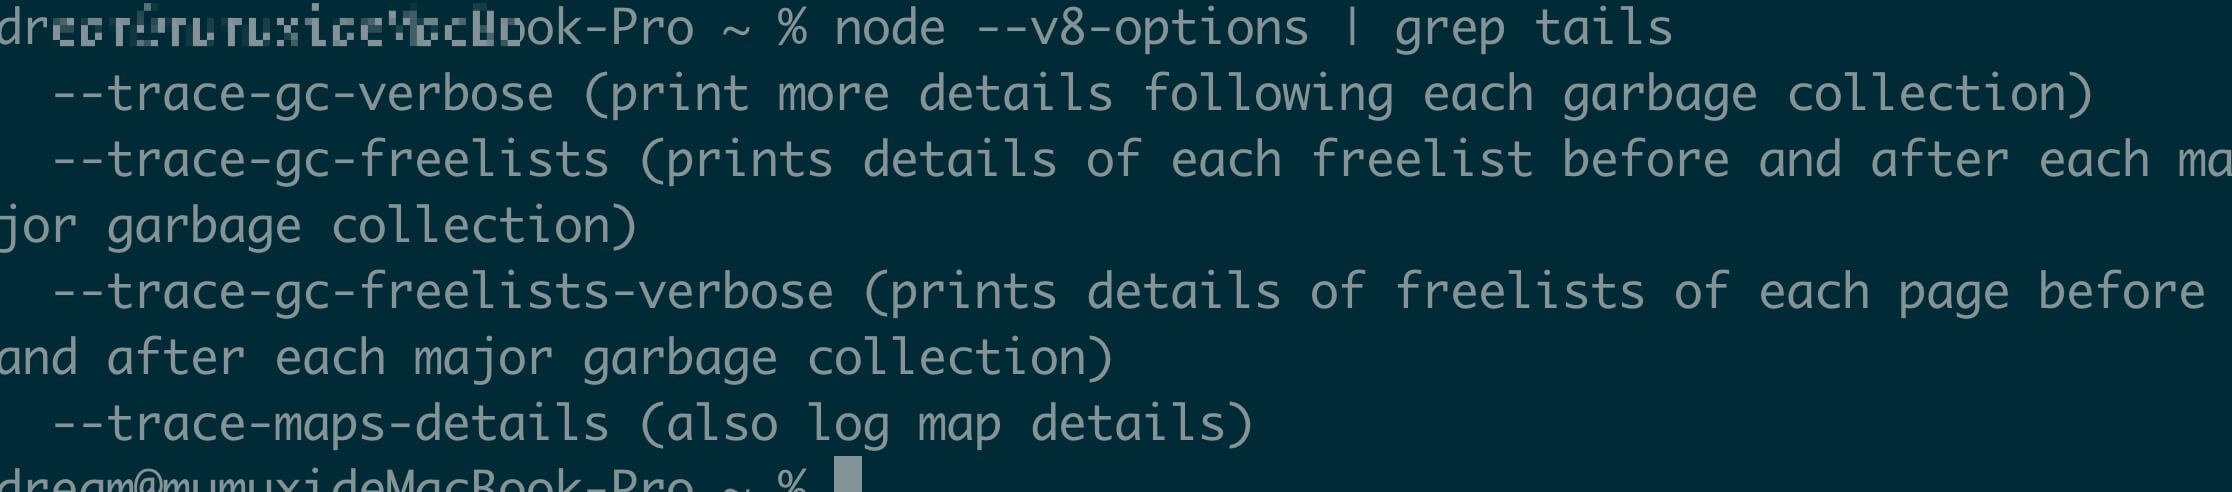 ook-Pro ~ % node --v8-options | grep tails
  --trace-gc-verbose (print more details following each garbage collection)
  --trace-gc-freelists (prints details of each freelist before and after each ma
jor garbage collection)
  --trace-gc-freelists-verbose (prints details of freelists of each page before
and after each major garbage collection)
  --trace-maps-details (also log map details)
dream@mumuxideMacBook-Pro ~ %